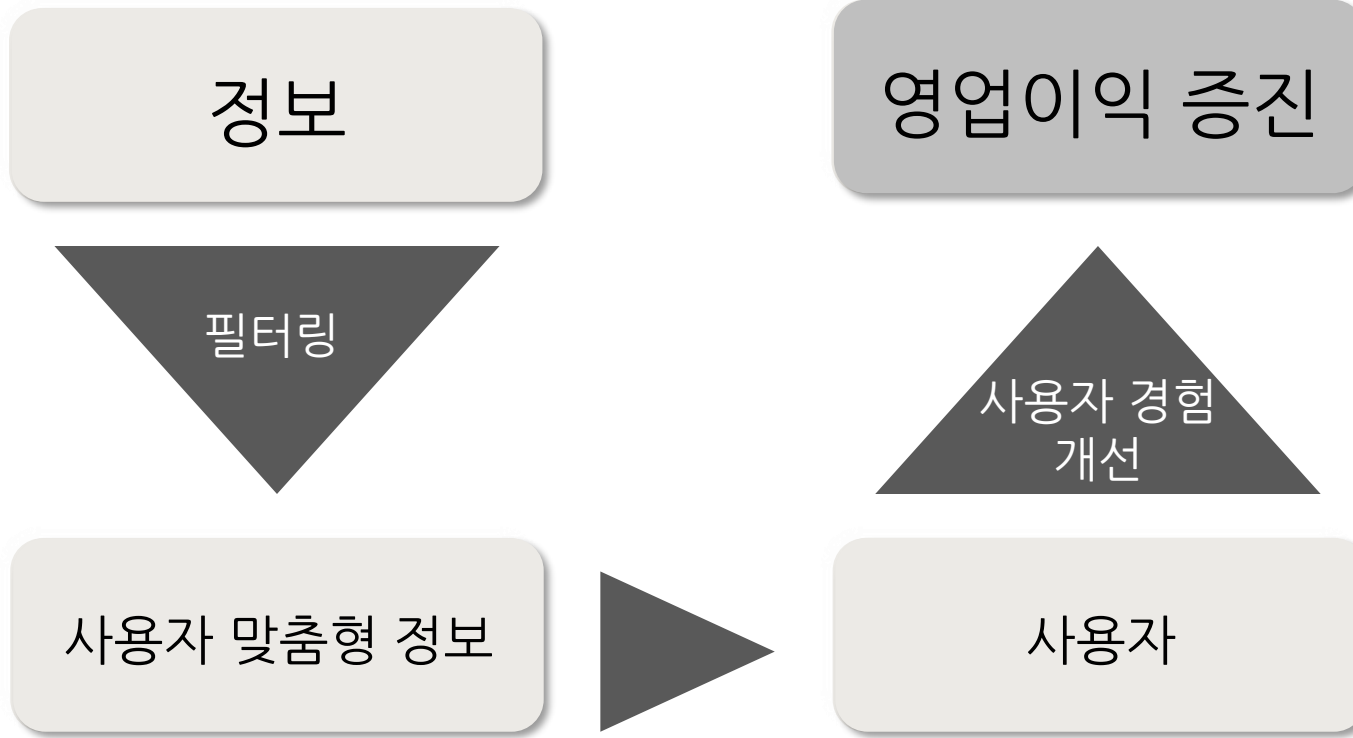 정보
영업이익 증진
필터링
사용자 경험
개선
사용자 맞춤형 정보
사용자